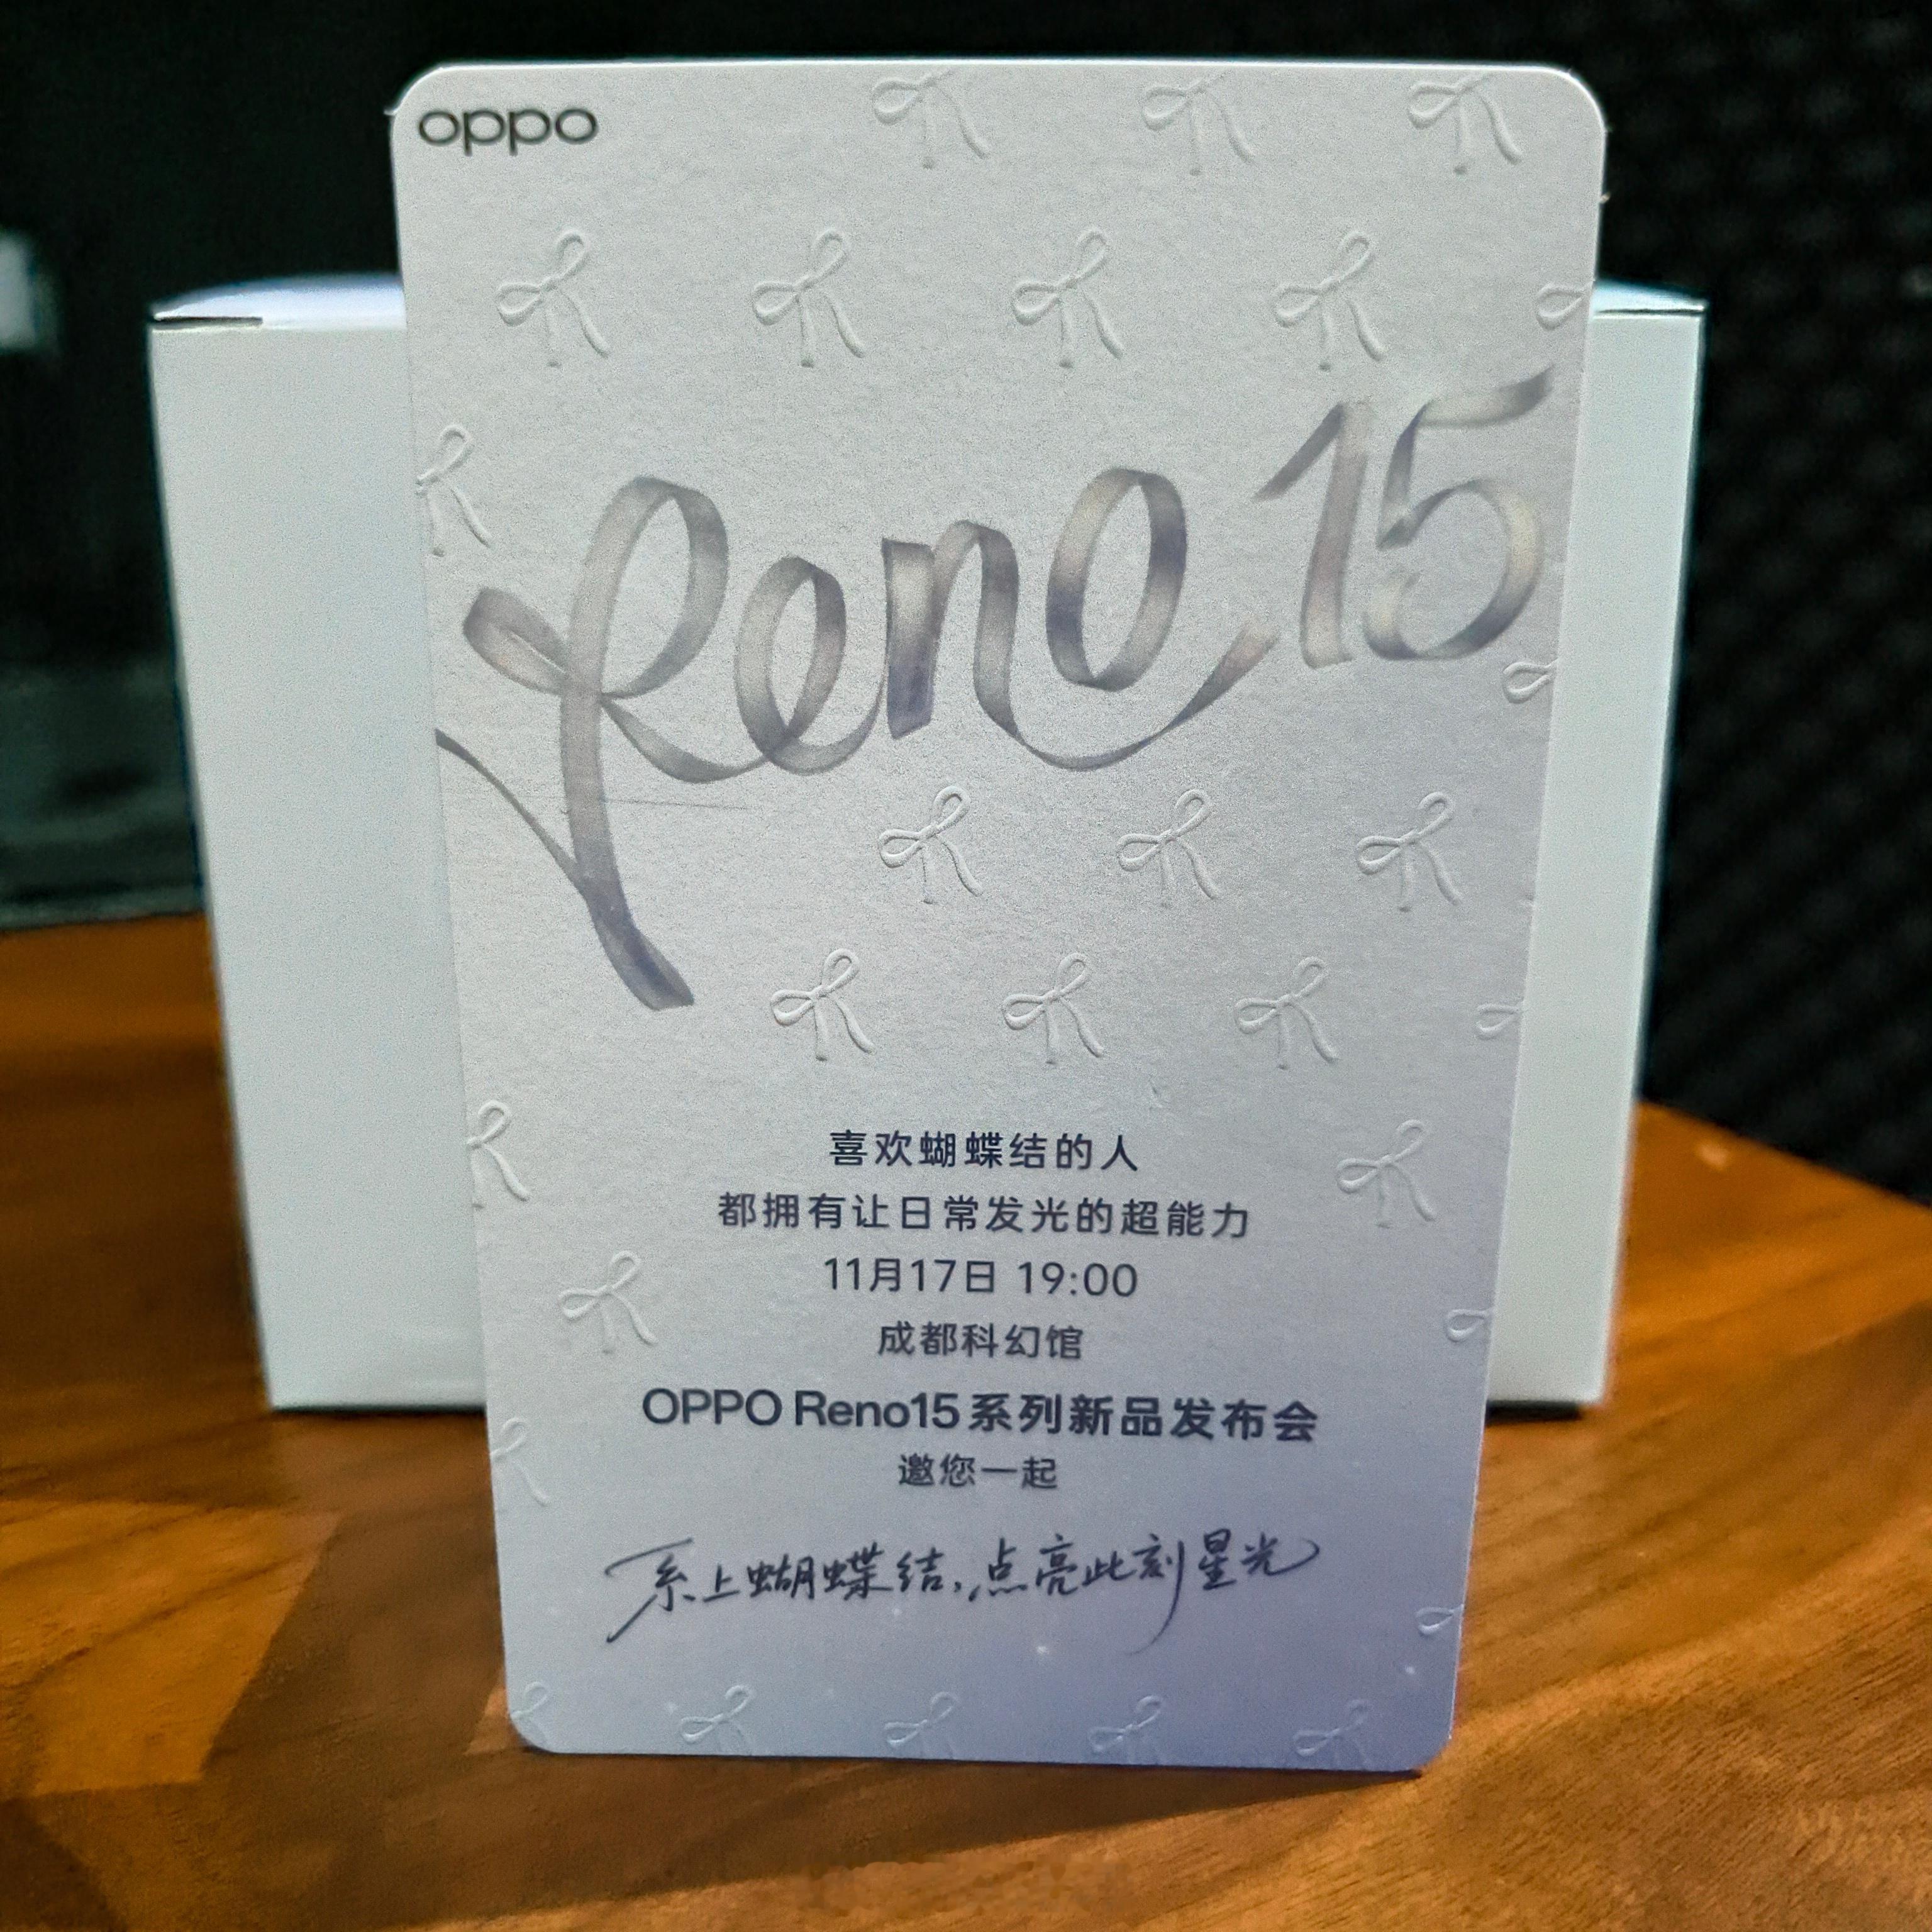 oppo
Reno 15
喜欢蝴蝶结的人
都拥有让日常发光的超能力
11月17日 19:00
成都科幻馆
OPPO Reno15系列新品发布会
邀您一起
系上蝴蝶结,点亮此刻星光